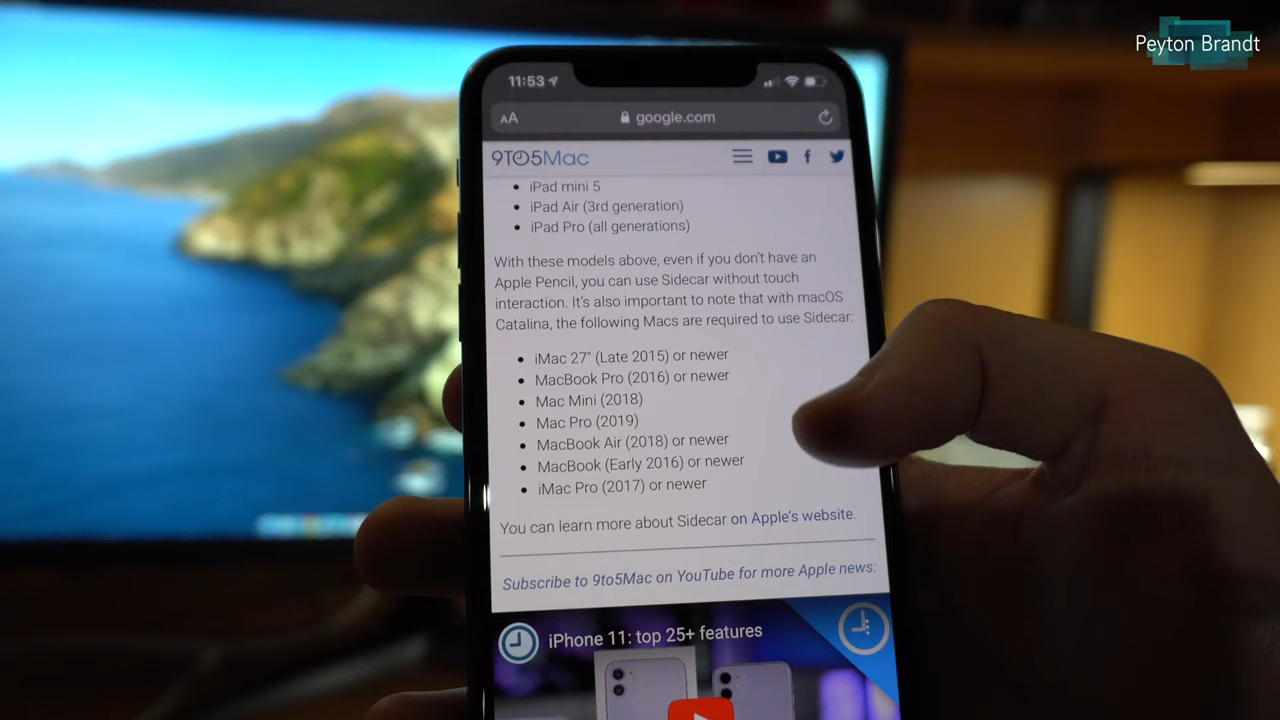 Peyton Brandt
11:53
AA
google.com
9TO5Mac
iPad mini 5
iPad Air (3rd generation)
iPad Pro (all generations)
With these models above, even if you don't have an
Apple Pencil, you can use Sidecar without touch
interaction. It's also important to note that with macOS
Catalina, the following Macs are required to use Sidecar:
iMac 27" (Late 2015) or newer
MacBook Pro (2016) or newer
Mac Mini (2018)
Mac Pro (2019)
MacBook Air (2018) or newer
MacBook (Early 2016) or newer
iMac Pro (2017) or newer
You can learn more about Sidecar on Apple's website.
Subscribe to 9to5Mac on YouTube for more Apple news:
iPhone 11: top 25+ features